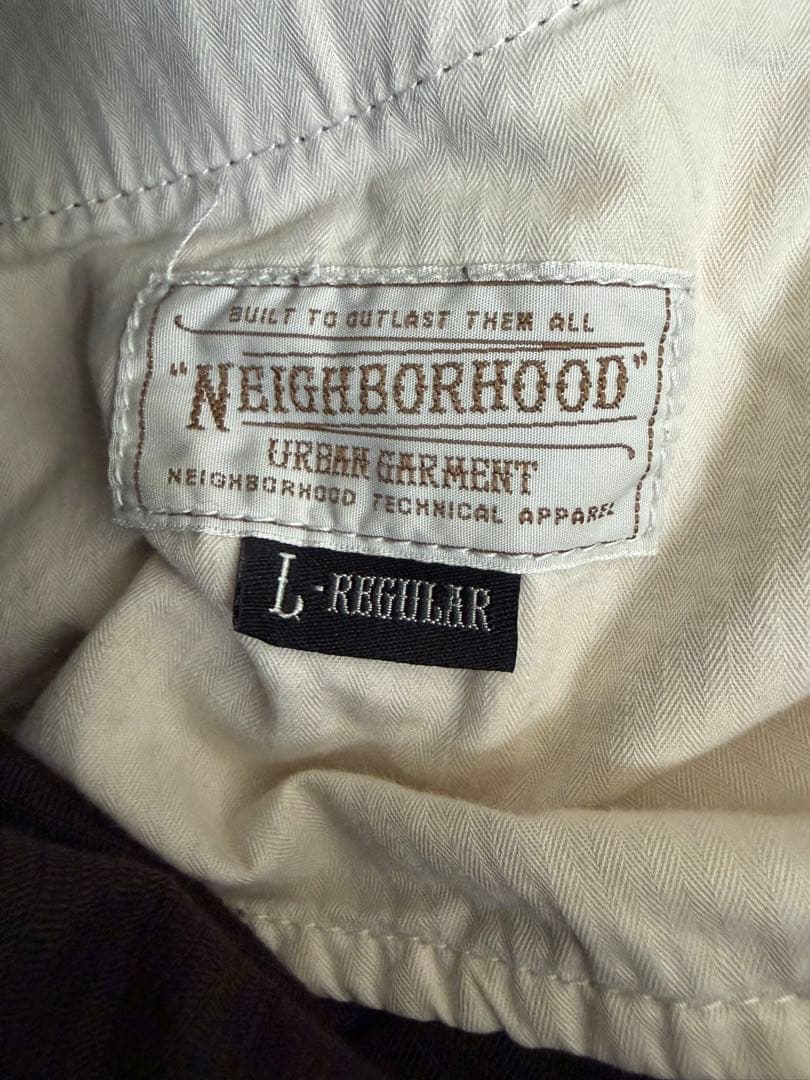 BUILT TO OUTLAST THEM ALL
"NEIGHBORHOOD"
URBAN GARMENT
NEIGHBORHOOD TECHNICAL APPAREL
L-REGULAR